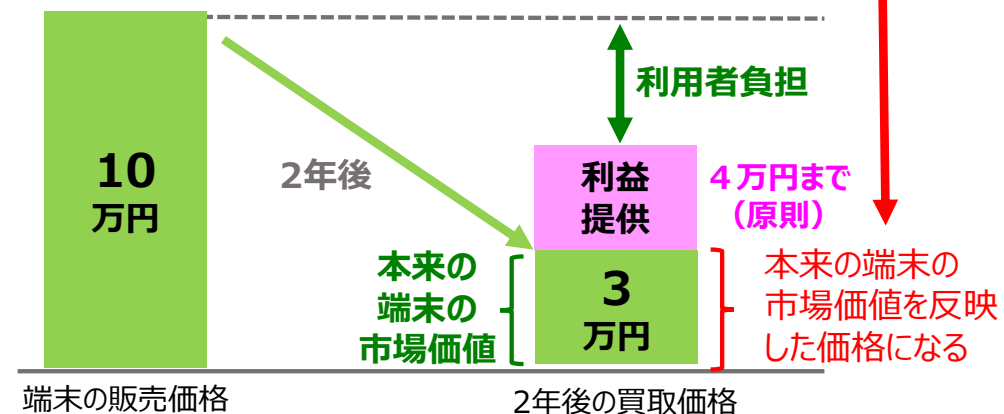 10
万円
2年後
利用者負担
利益
提供
４万円まで
（原則）
本来の
端末の
市場価値
3
万円
本来の端末の
市場価値を反映
した価格になる
端末の販売価格
2年後の買取価格